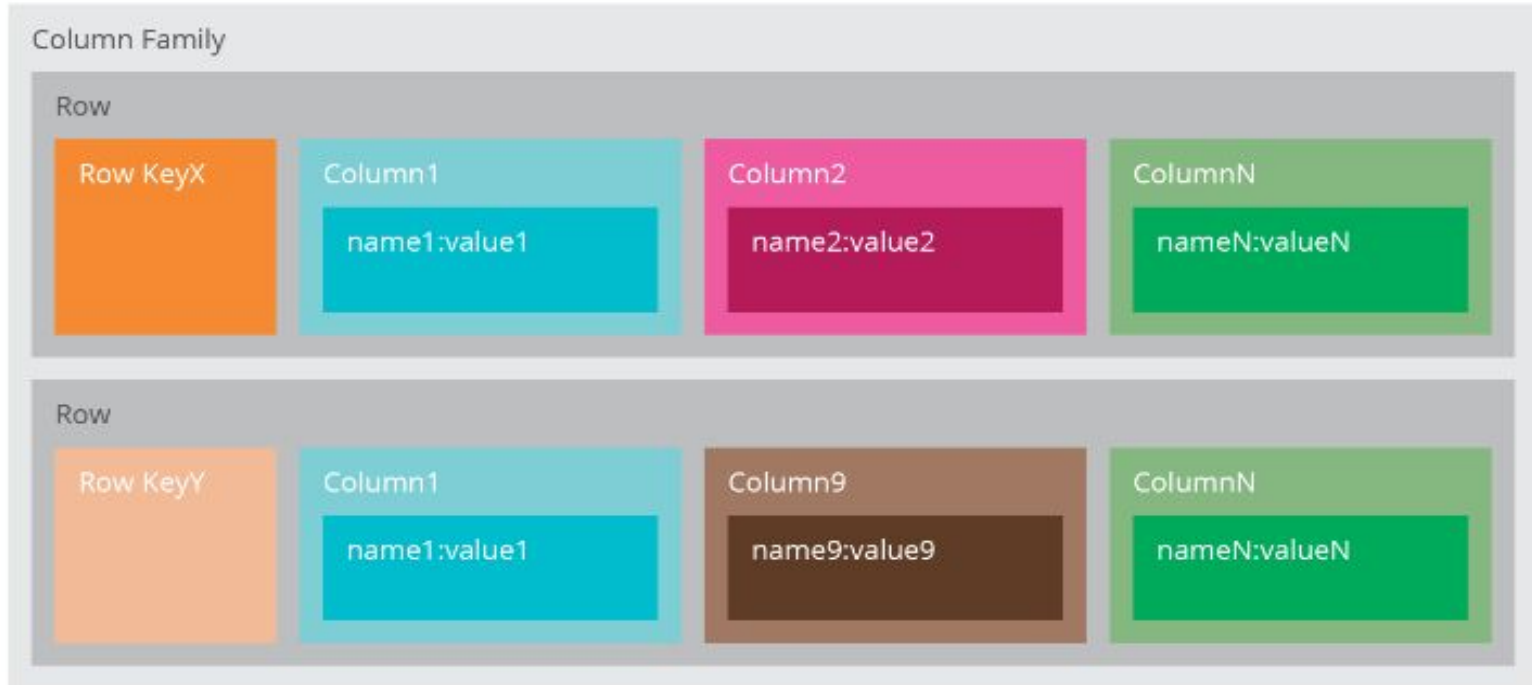 Column Family
Row
Row KeyX
Column1
name1:value1
Column2
name2:value2
ColumnN
nameN:valueN
Row
Row KeyY
Column1
name1:value1
Column9
name9:value9
ColumnN
nameN:valueN